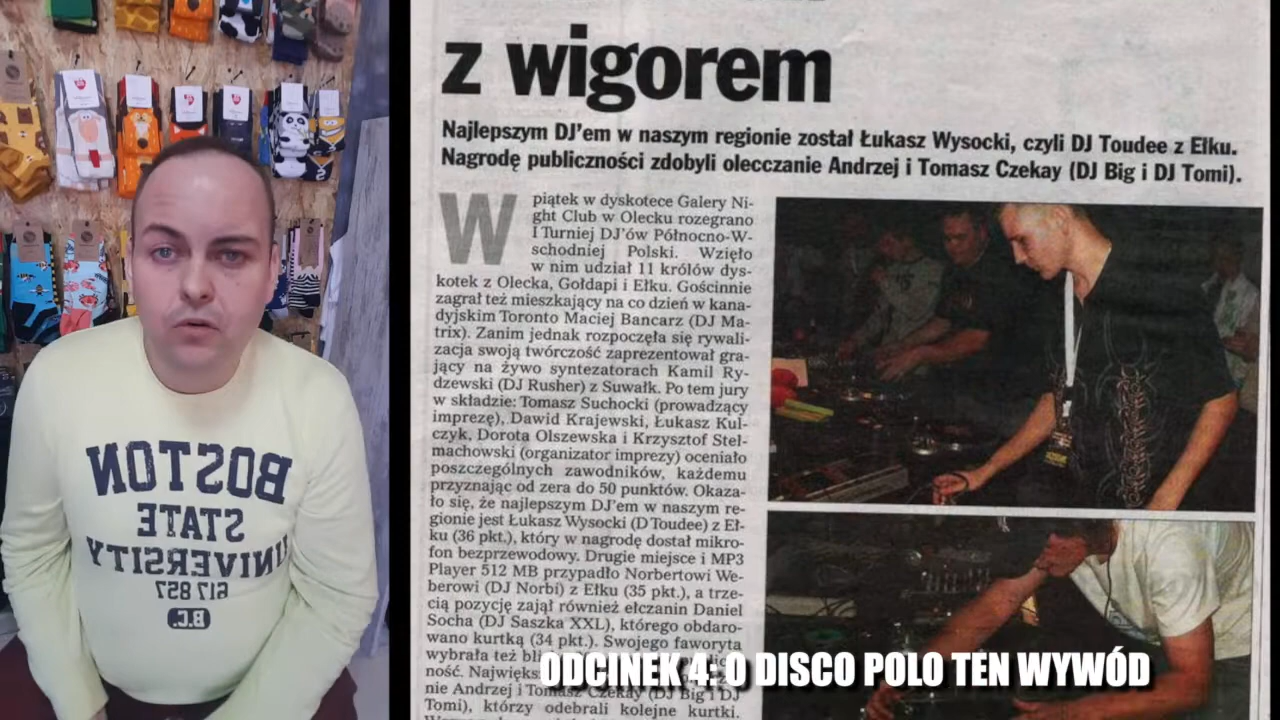 BOSTON
STATE
UNIVERSITY
617 857
B.C.
z wigorem
Najlepszym DJ'em w naszym regionie został Łukasz Wysocki, czyli DJ Toudee z Ełku.
Nagrodę publiczności zdobyli olecczanie Andrzej i Tomasz Czekay (DJ Big i DJ Tomi).
W piątek w dyskotece Galery Ni-
ght Club w Olecku rozegrano
I Turniej DJ'ów Północno-W-
schodniej Polski. Wzięło
w nim udział 11 królów dys-
kotek z Olecka, Gołdapi i Ełku. Gościnnie
zagrał też mieszkający na co dzień w kana-
dyjskim Toronto Maciej Bancarz (DJ Ma-
trix). Zanim jednak rozpoczęła się rywali-
zacja swoją twórczość zaprezentował gra-
jący na żywo syntezatorach Kamil Ry-
dzewski (DJ Rusher) z Suwałk. Po tem jury
w składzie: Tomasz Suchocki (prowadzący
imprezę), Dawid Krajewski, Łukasz Kul-
czyk, Dorota Olszewska i Krzysztof Stel-
machowski (organizator imprezy) oceniało
poszczególnych zawodników, każdemu
przyznając od zera do 50 punktów. Okaza-
ło się, że najlepszym DJ'em w naszym re-
gionie jest Łukasz Wysocki (D Toudee) z Eł-
ku (36 pkt.), który w nagrodę dostał mikro-
fon bezprzewodowy. Drugie miejsce i MP3
Player 512 MB przypadło Norbertowi We-
berowi (DJ Norbi) z Ełku (35 pkt.), a trze-
cią pozycję zajął również ełczanin Daniel
Socha (DJ Saszka XXL), którego obdaro-
wano kurtką (34 pkt.). Swojego faworyta
wybrała też
ność.
nie Andrzej i Tomasz Czekay (DJ Big i DJ
Tomi), którzy odebrali kolejne kurtki.
ODCINEK 4: O DISCO POLO TEN WYWÓD